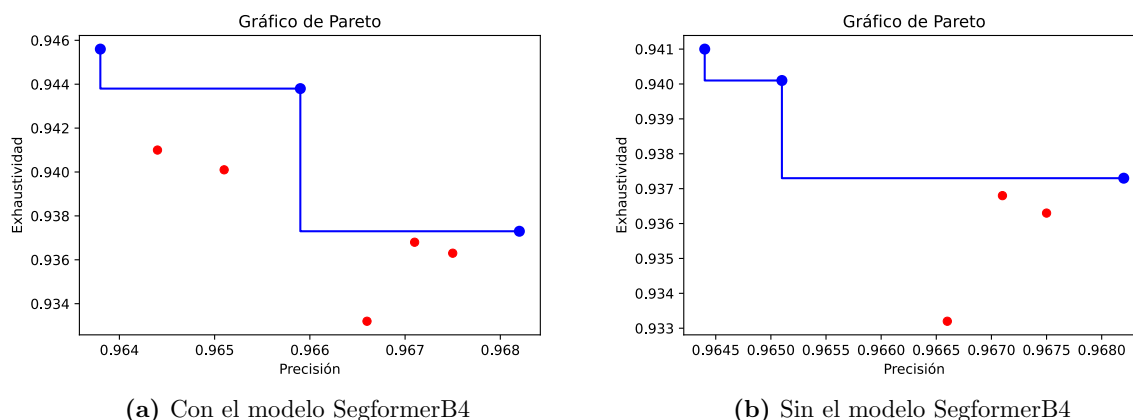 Gráfico de Pareto
0.946
0.944
0.942
0.940
0.938
0.936
0.934
Exhaustividad
0.964 0.965 0.966 0.967 0.968
Precisión
(a) Con el modelo SegformerB4
Gráfico de Pareto
0.941
0.940
0.939
0.938
0.937
0.936
0.935
0.934
0.933
Exhaustividad
0.9645 0.9650 0.9655 0.9660 0.9665 0.9670 0.9675 0.9680
Precisión
(b) Sin el modelo SegformerB4